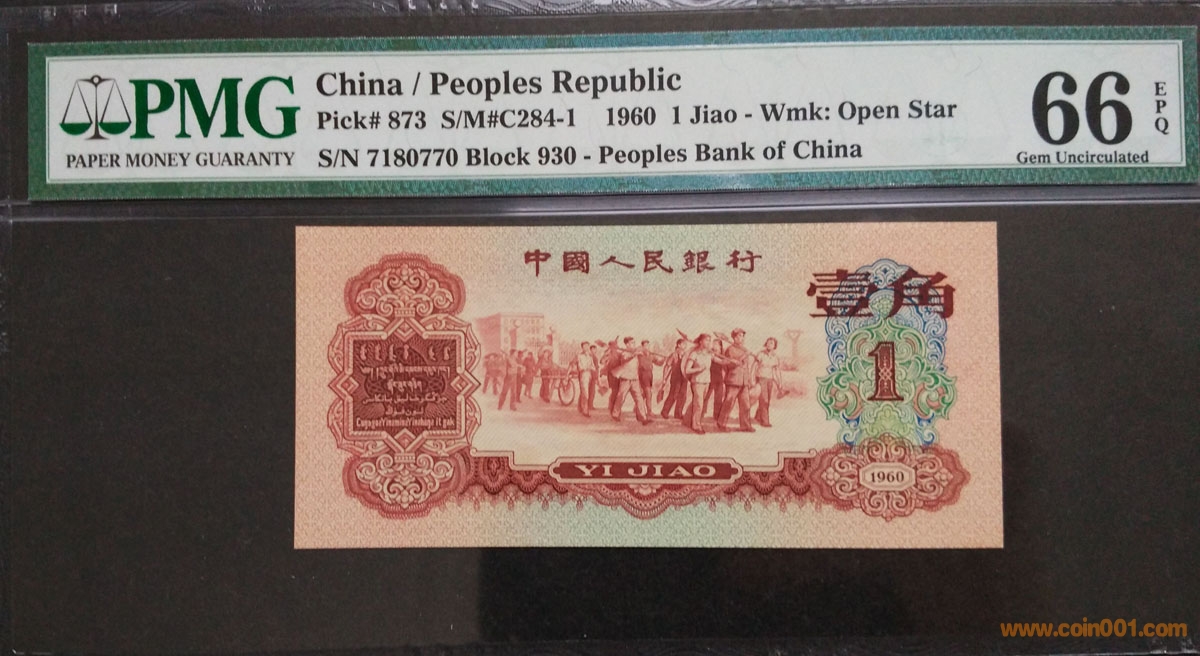 PMG
PAPER MONEY GUARANTY
China / Peoples Republic
Pick# 873 S/M#C284-1 1960 1 Jiao - Wmk: Open Star
S/N 7180770 Block 930 - Peoples Bank of China
66 EPQ
Gem Uncirculated
中國人民銀行
壹角
1
YI JIAO
1960
www.coin001.com